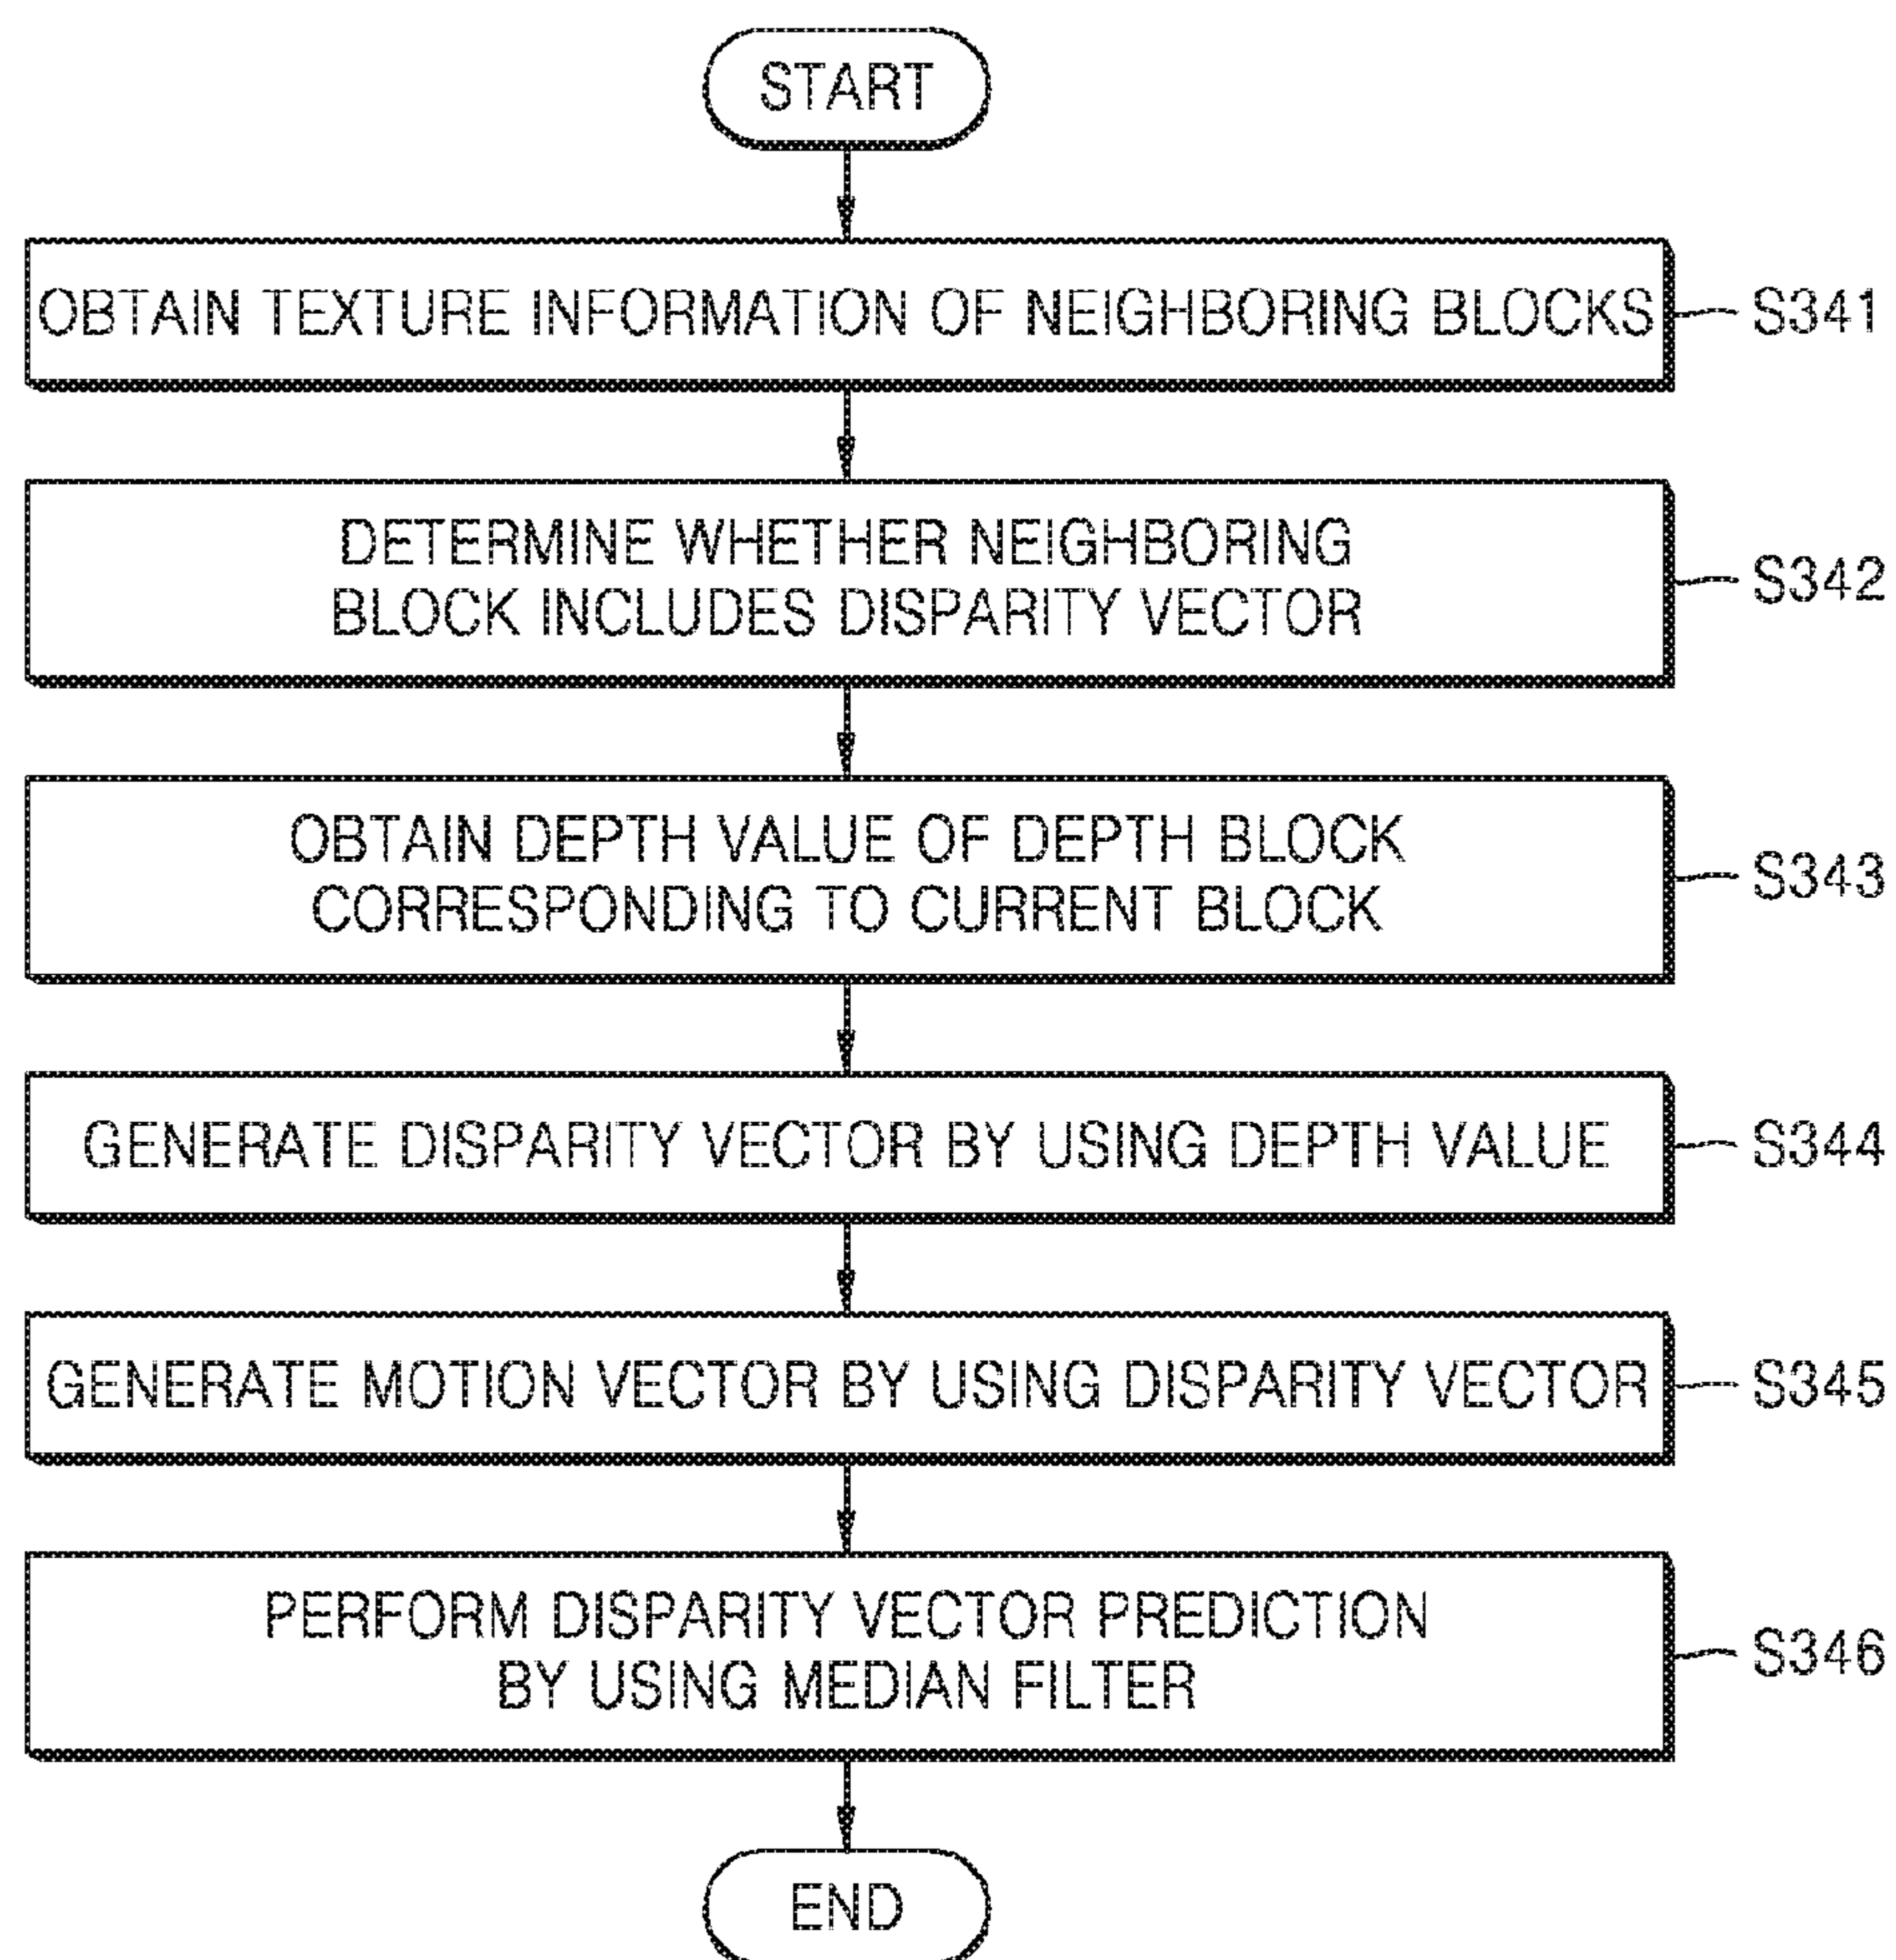 START
OBTAIN TEXTURE INFORMATION OF NEIGHBORING BLOCKS
S341
DETERMINE WHETHER NEIGHBORING
BLOCK INCLUDES DISPARITY VECTOR
S342
OBTAIN DEPTH VALUE OF DEPTH BLOCK
CORRESPONDING TO CURRENT BLOCK
S343
GENERATE DISPARITY VECTOR BY USING DEPTH VALUE
S344
GENERATE MOTION VECTOR BY USING DISPARITY VECTOR
S345
PERFORM DISPARITY VECTOR PREDICTION
BY USING MEDIAN FILTER
S346
END